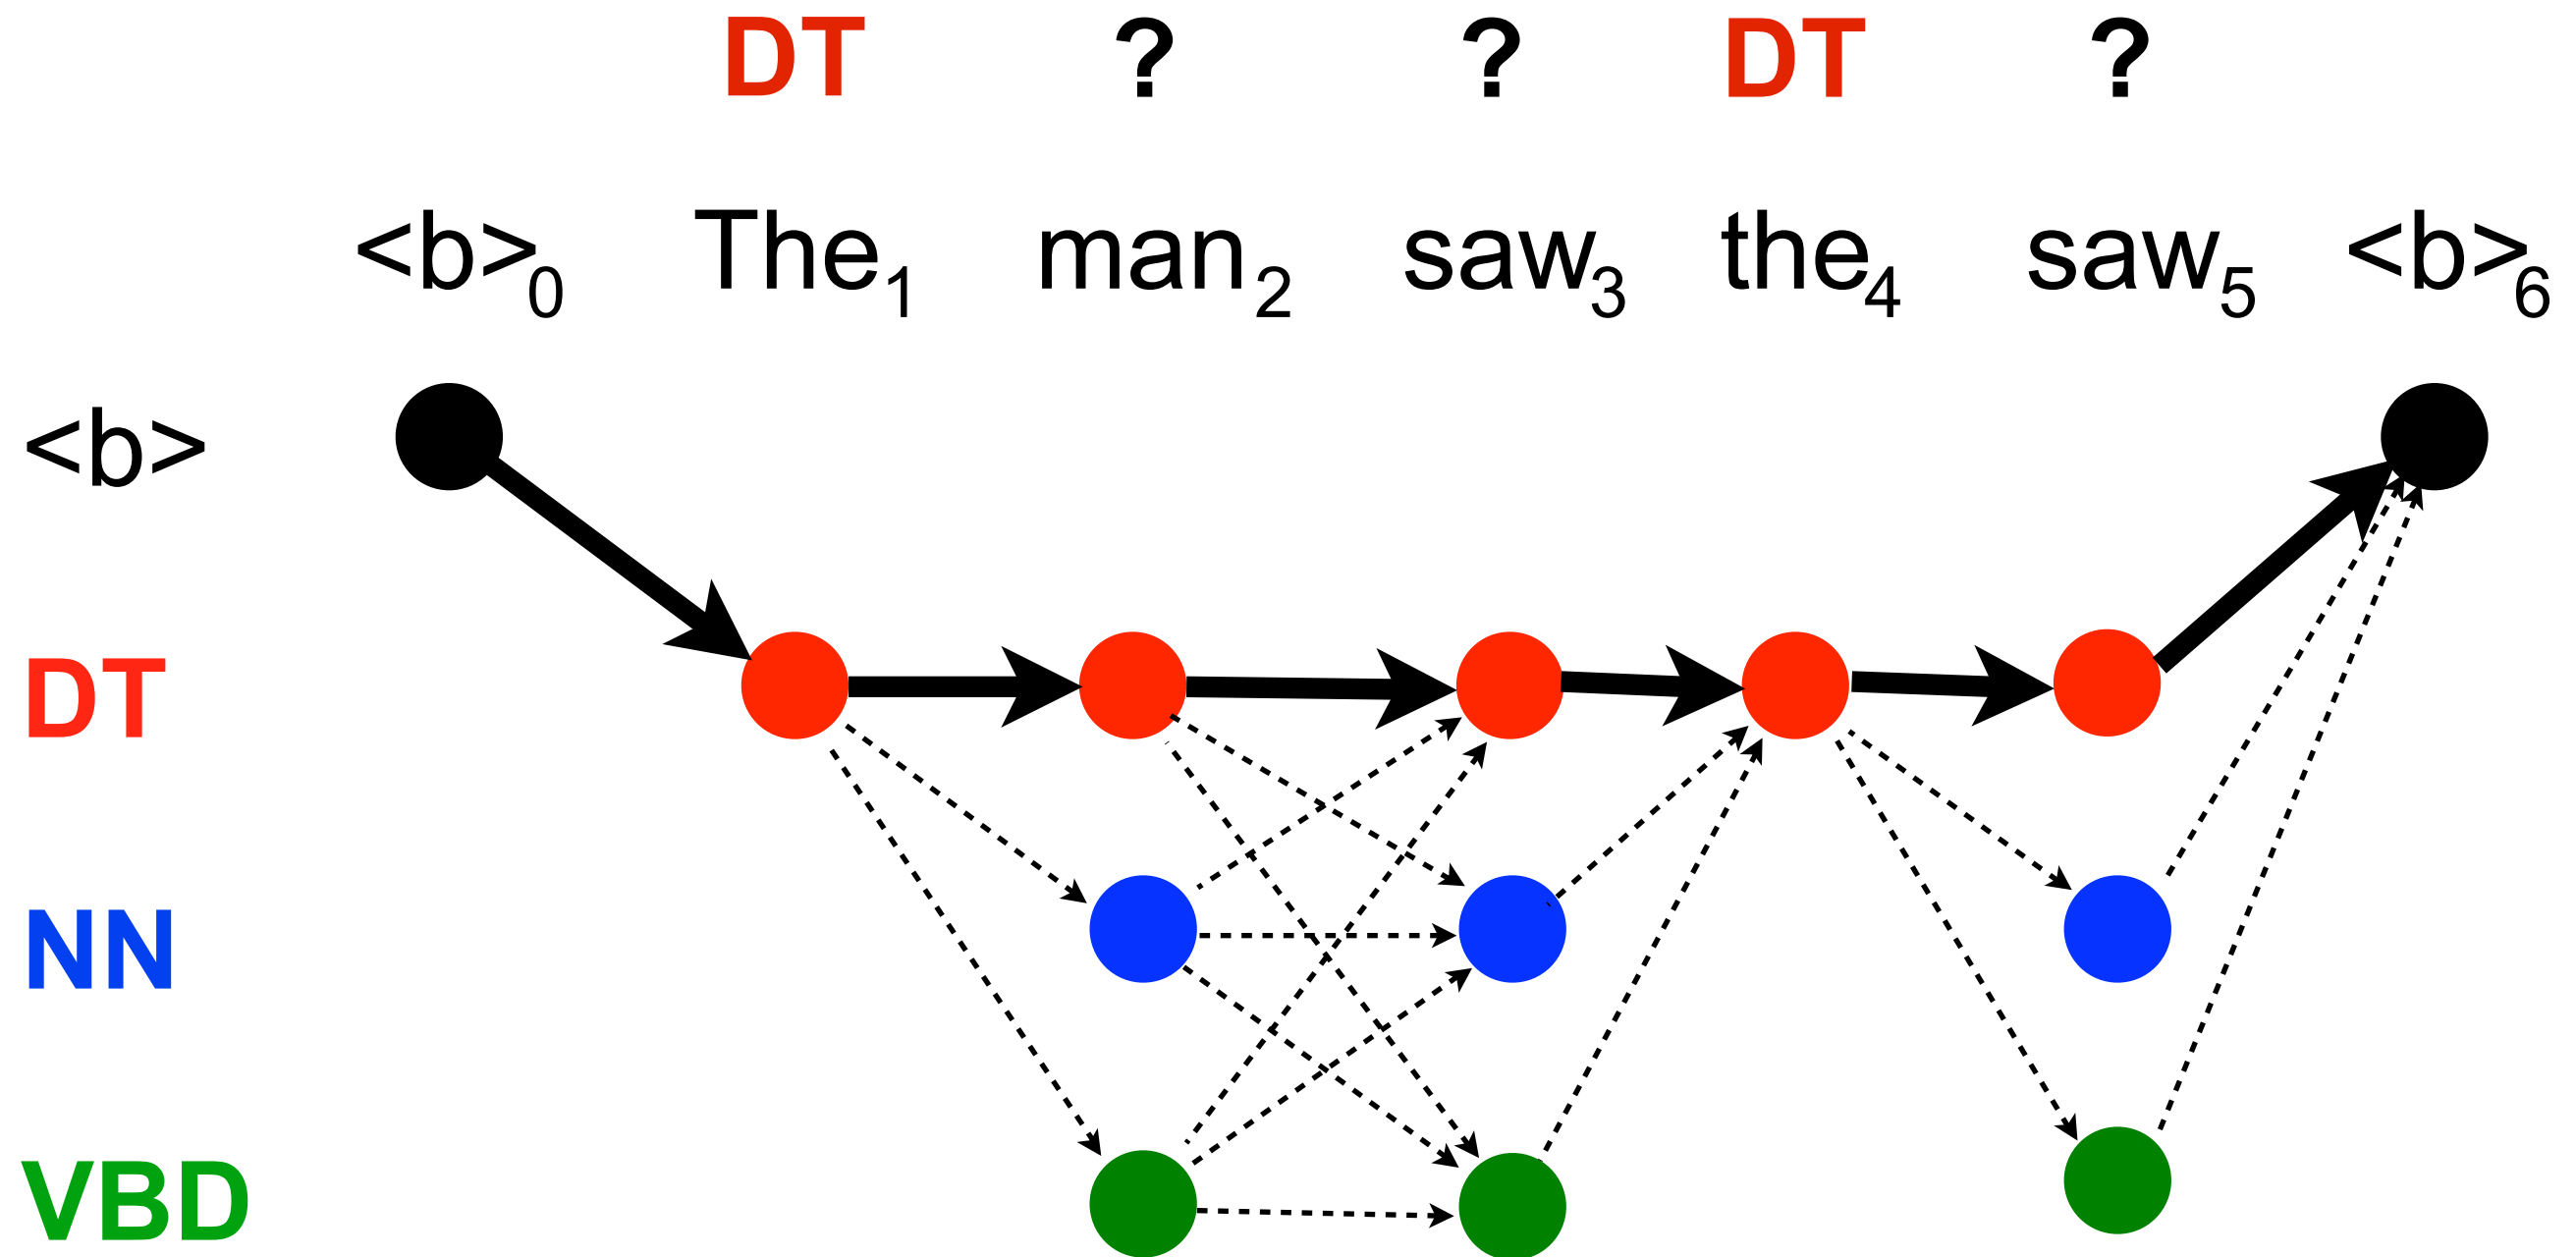 DT ? ? DT ?
<b>0 The1 man2 saw3 the4 saw5 <b>6
<b>
DT
NN
VBD